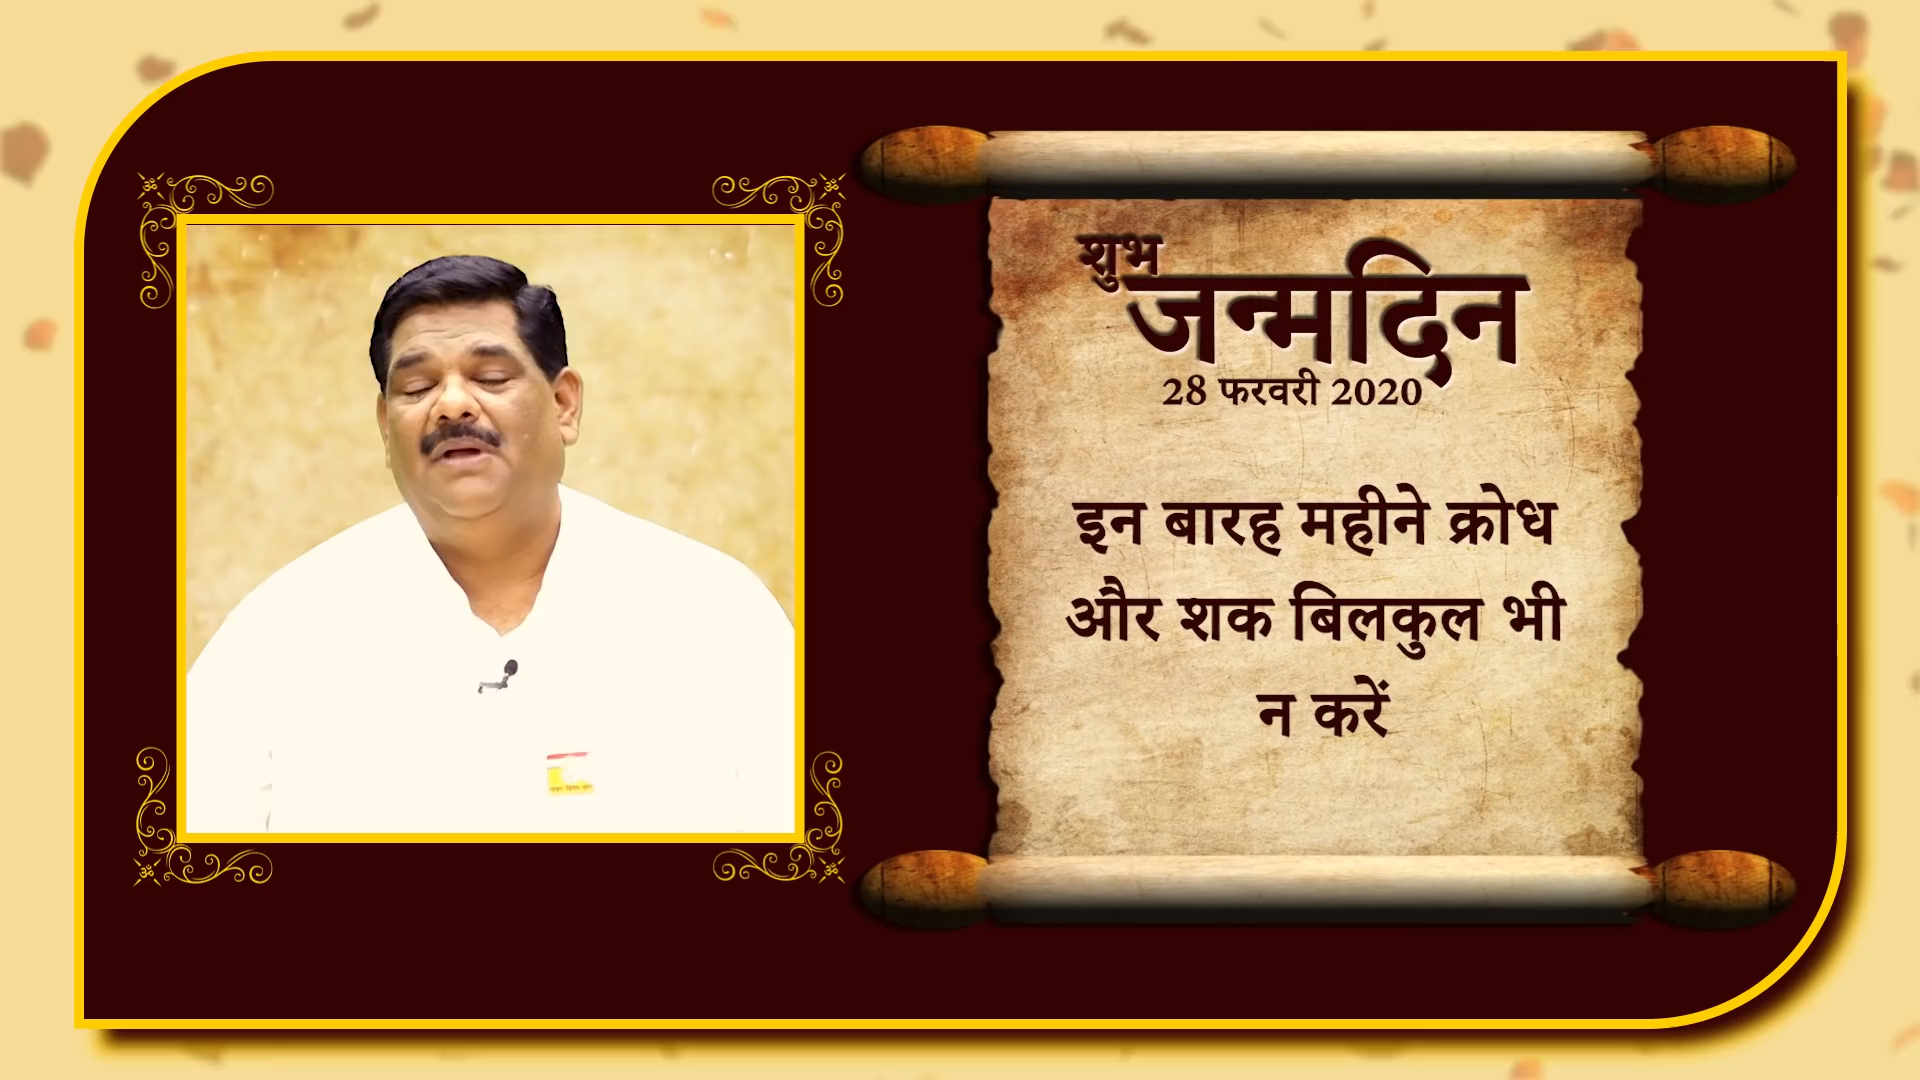 शुभ
जन्मदिन
28 फरवरी 2020
इन बारह महीने क्रोध
और शक बिलकुल भी
न करें